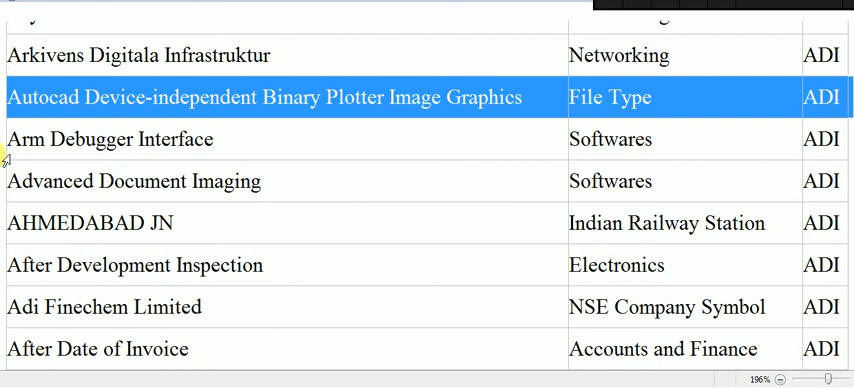 Arkivens Digitala Infrastruktur Networking ADI
Autocad Device-independent Binary Plotter Image Graphics File Type ADI
Arm Debugger Interface Softwares ADI
Advanced Document Imaging Softwares ADI
AHMEDABAD JN Indian Railway Station ADI
After Development Inspection Electronics ADI
Adi Finechem Limited NSE Company Symbol ADI
After Date of Invoice Accounts and Finance ADI
196%